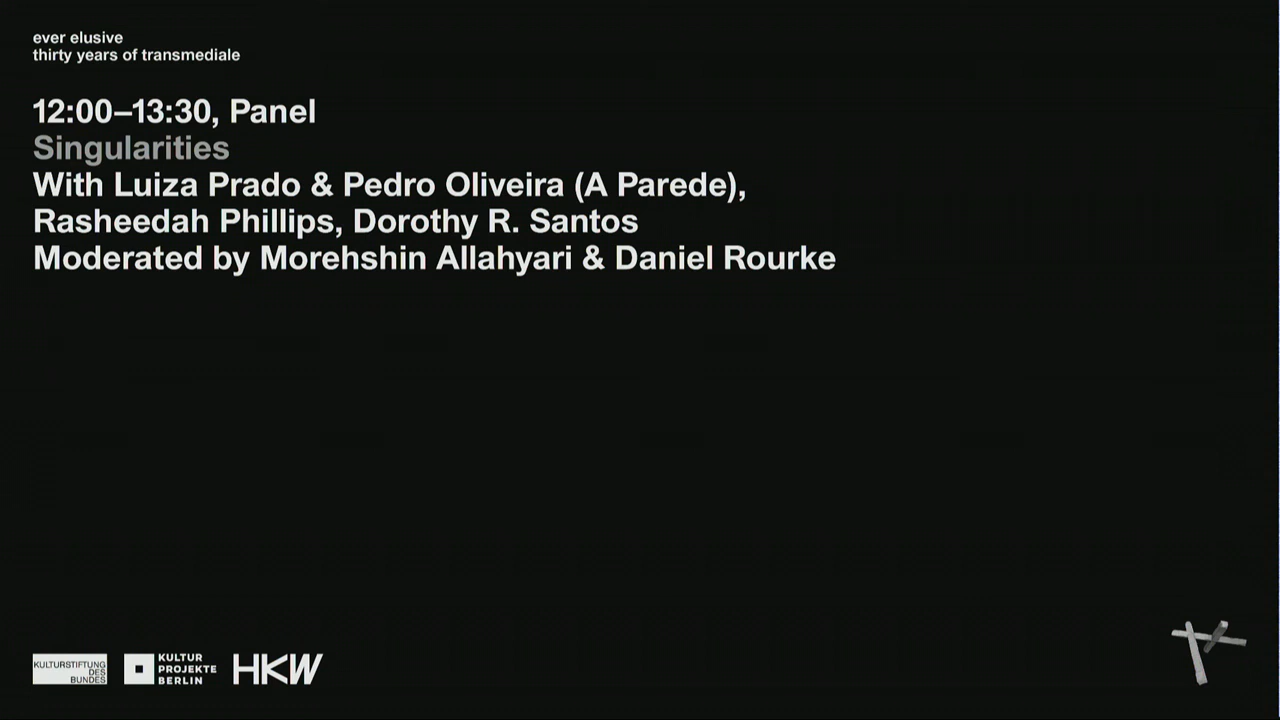 ever elusive
thirty years of transmediale
12:00–13:30, Panel
Singularities
With Luiza Prado & Pedro Oliveira (A Parede),
Rasheedah Phillips, Dorothy R. Santos
Moderated by Morehshin Allahyari & Daniel Rourke
KULTURSTIFTUNG
DES
BUNDES
KULTUR
PROJEKTE
BERLIN
HKW